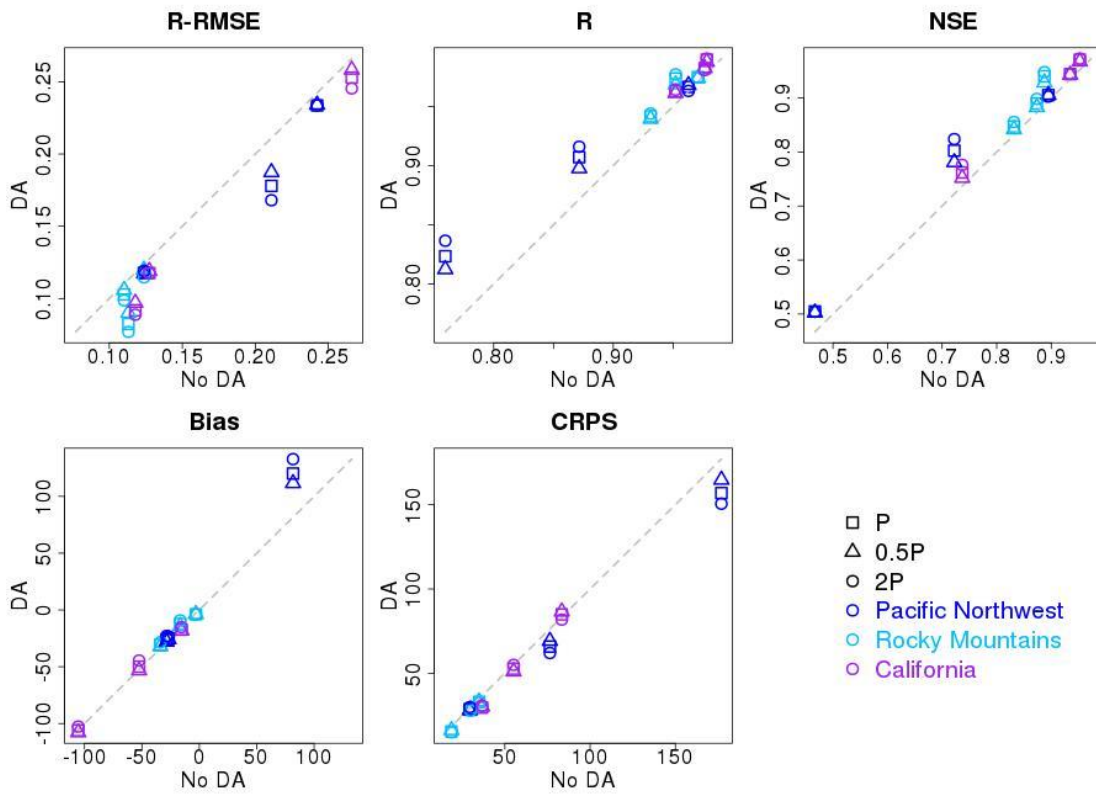 R-RMSE
R
NSE
DA
0.10 0.15 0.20 0.25
0.10 0.15 0.20 0.25
No DA
DA
0.80 0.90
0.80 0.90
No DA
DA
0.5 0.6 0.7 0.8 0.9
0.5 0.6 0.7 0.8 0.9
No DA
Bias
CRPS
DA
-100 -50 0 50 100
-100 -50 0 50 100
No DA
DA
50 100 150
50 100 150
No DA
P
0.5P
2P
Pacific Northwest
Rocky Mountains
California